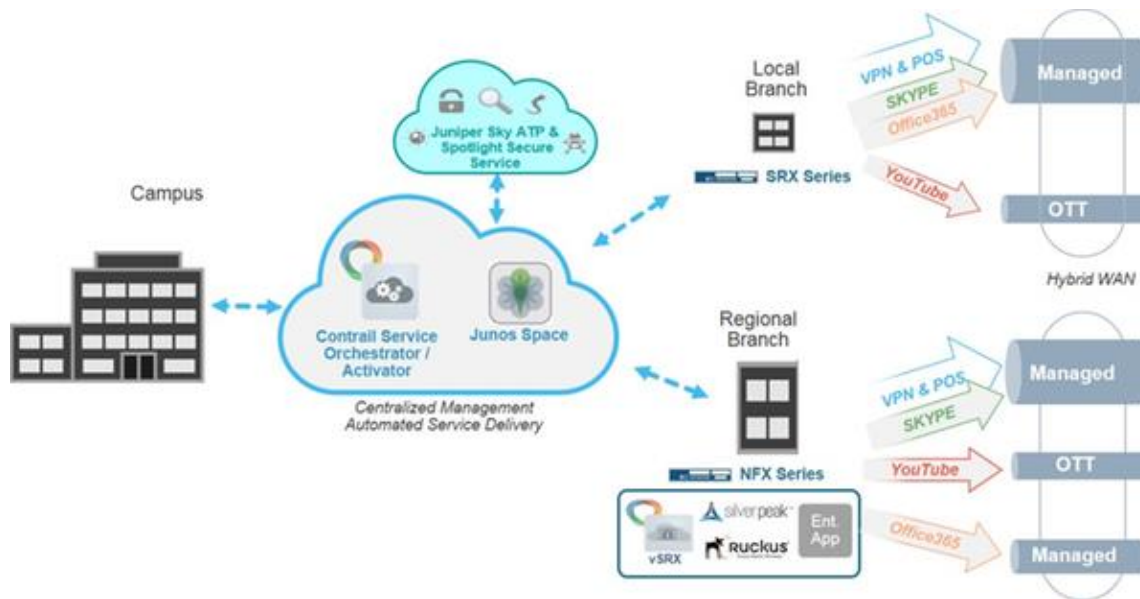 Campus
Juniper Sky ATP &
Spotlight Secure
Service
Contrail Service
Orchestrator /
Activator
Junos Space
Centralized Management
Automated Service Delivery
Local
Branch
SRX Series
VPN & POS
SKYPE
Office365
YouTube
Managed
OTT
Hybrid WAN
Regional
Branch
NFX Series
vSRX
silver peak
RUCKUS
Ent.
App
VPN & POS
SKYPE
YouTube
Office365
Managed
OTT
Managed